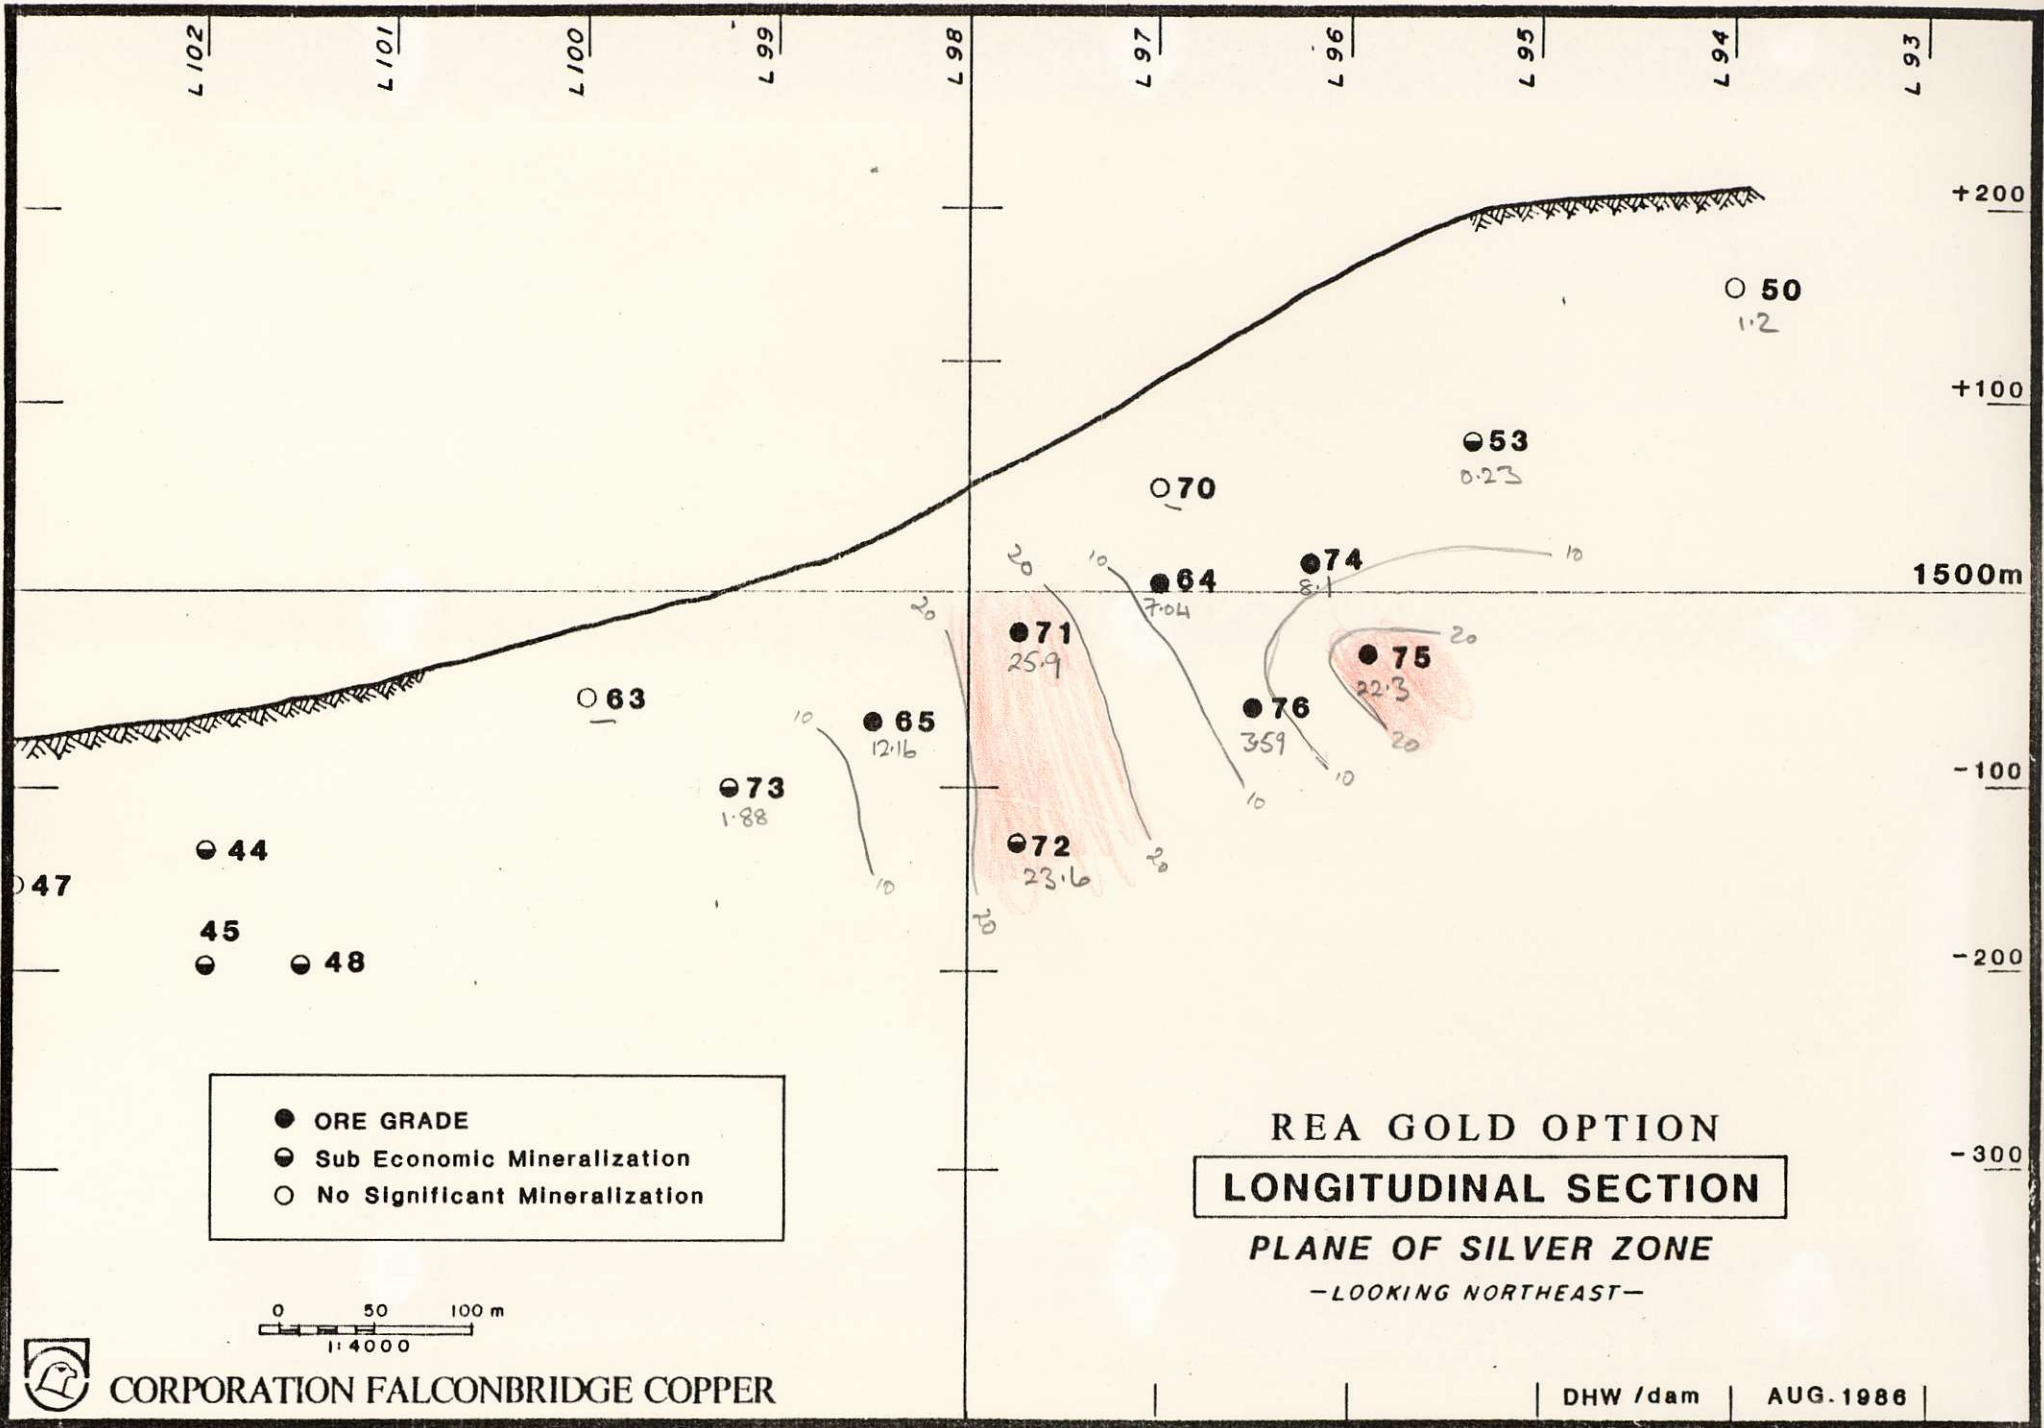 L 102
L 101
L 100
L 99
L 98
L 97
L 96
L 95
L 94
L 93
+200
50
1.2
+100
53
0.23
70
20
10
74
10
1500m
64
8.1
7.04
20
71
20
25.9
75
22.3
63
10
65
12.16
76
3.59
20
10
-100
73
1.88
10
44
72
20
23.6
47
10
45
20
48
-200
ORE GRADE
Sub Economic Mineralization
No Significant Mineralization
REA GOLD OPTION
-300
LONGITUDINAL SECTION
PLANE OF SILVER ZONE
-LOOKING NORTHEAST-
0 50 100 m
1:4000
CORPORATION FALCONBRIDGE COPPER
DHW /dam
AUG. 1986